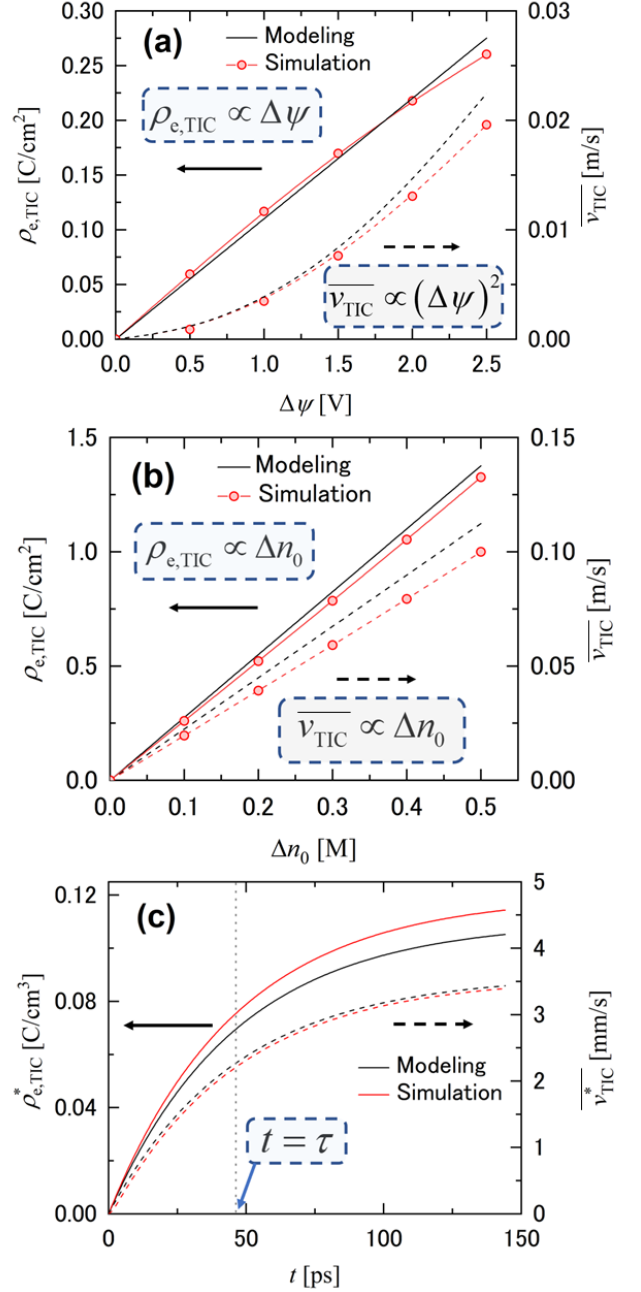 (a)
Modeling
Simulation
ρe,TIC ∝ Δψ
v̅TIC ∝ (Δψ)²
0.30
0.25
0.20
0.15
0.10
0.05
0.00
ρe,TIC [C/cm²]
0.03
0.02
0.01
0.00
v̅TIC [m/s]
0.0 0.5 1.0 1.5 2.0 2.5
Δψ [V]
(b)
Modeling
Simulation
ρe,TIC ∝ Δn₀
v̅TIC ∝ Δn₀
1.5
1.0
0.5
0.0
ρe,TIC [C/cm²]
0.15
0.10
0.05
0.00
v̅TIC [m/s]
0.0 0.1 0.2 0.3 0.4 0.5
Δn₀ [M]
(c)
Modeling
Simulation
t = τ
0.12
0.08
0.04
0.00
ρ*e,TIC [C/cm³]
5
4
3
2
1
0
v̅*TIC [mm/s]
0 50 100 150
t [ps]